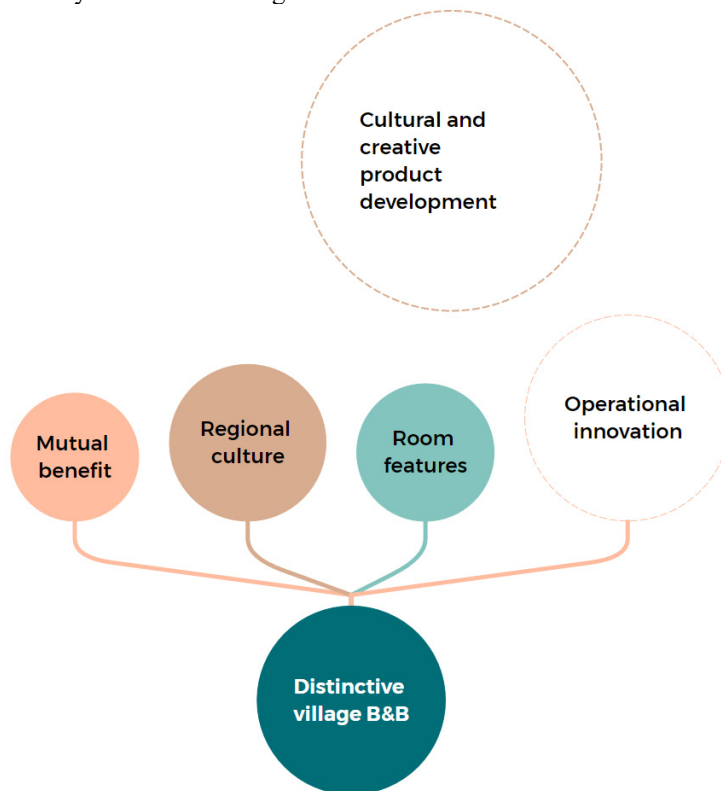 Cultural and
creative
product
development
Mutual
benefit
Regional
culture
Room
features
Operational
innovation
Distinctive
village B&B